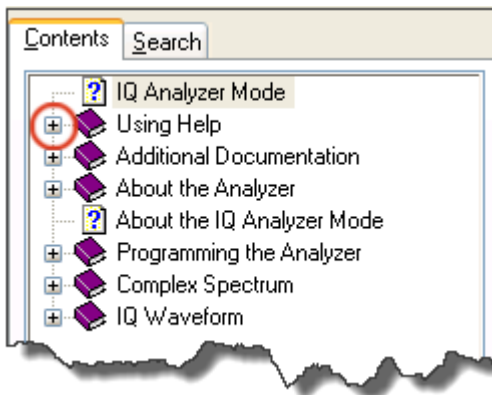 Contents Search
IQ Analyzer Mode
Using Help
Additional Documentation
About the Analyzer
About the IQ Analyzer Mode
Programming the Analyzer
Complex Spectrum
IQ Waveform